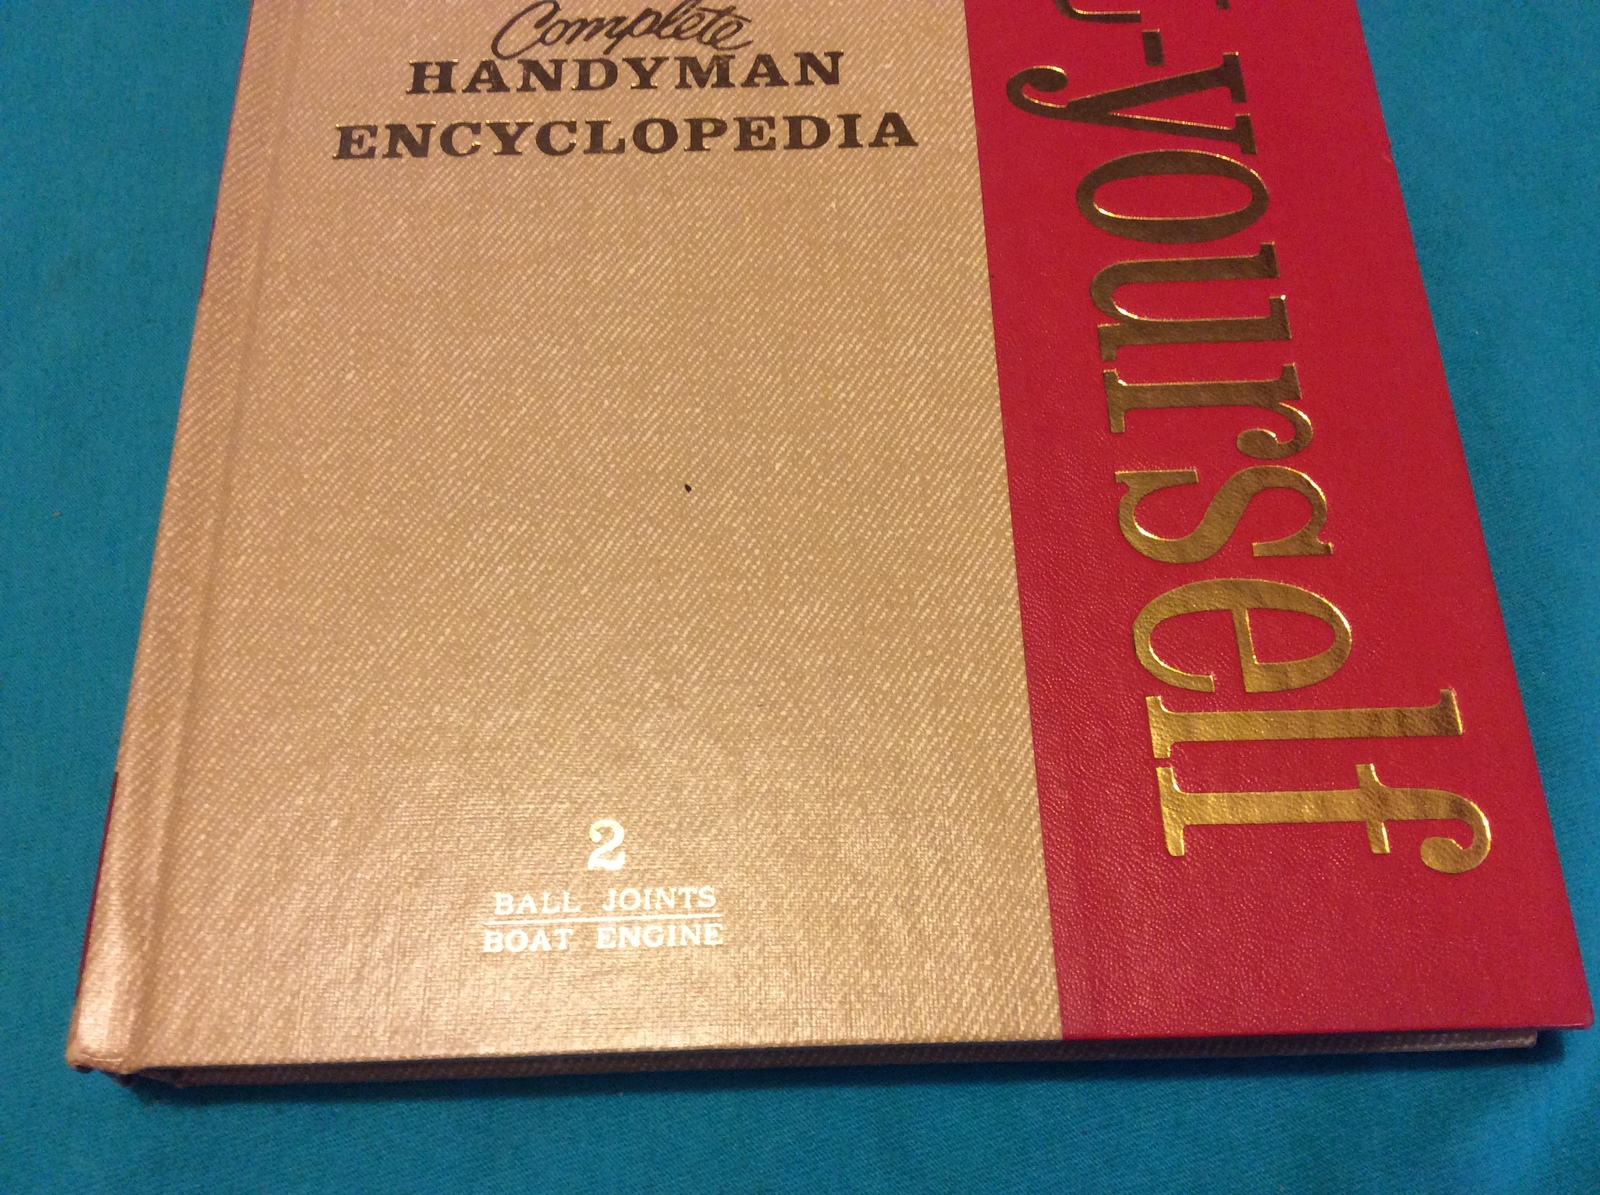 Complete
HANDYMAN
ENCYCLOPEDIA
t-yourself
2
BALL JOINTS
BOAT ENGINE